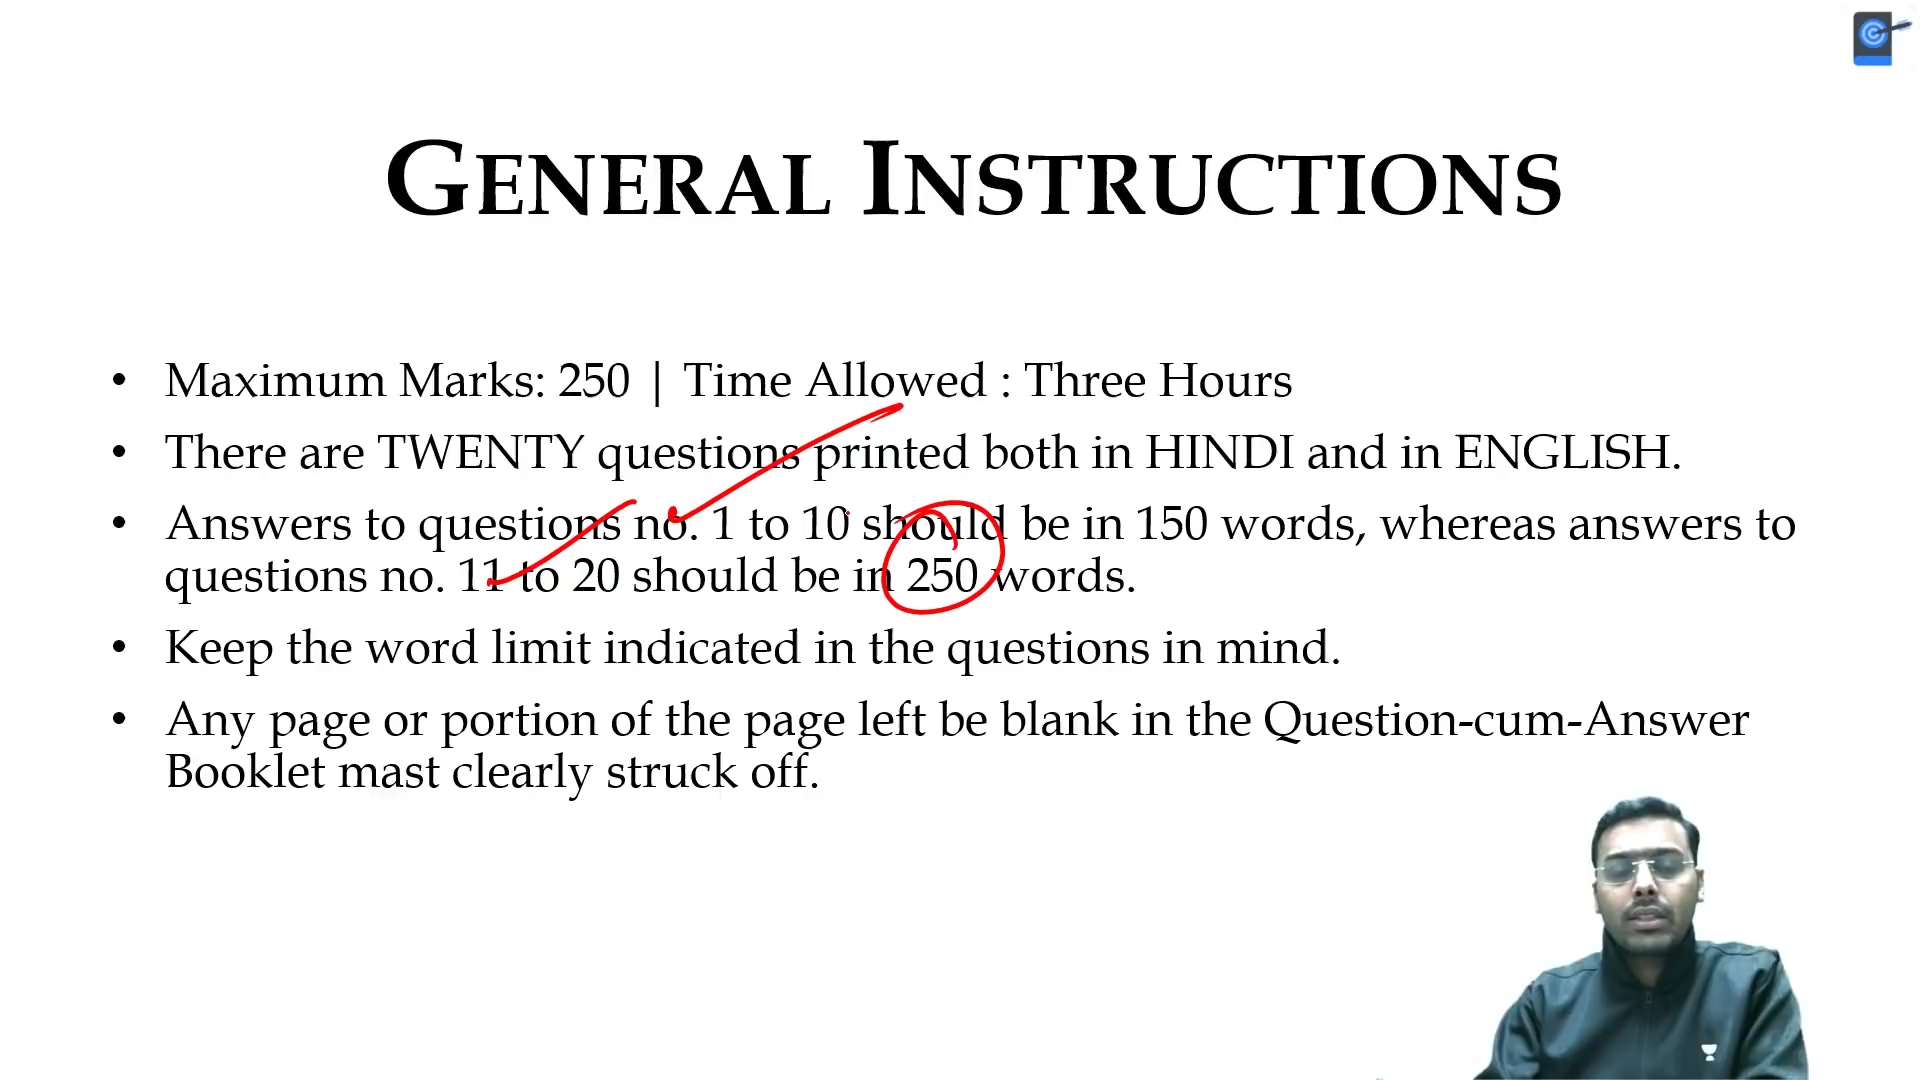 GENERAL INSTRUCTIONS
• Maximum Marks: 250 | Time Allowed : Three Hours
• There are TWENTY questions printed both in HINDI and in ENGLISH.
• Answers to questions no. 1 to 10 should be in 150 words, whereas answers to
questions no. 11 to 20 should be in 250 words.
• Keep the word limit indicated in the questions in mind.
• Any page or portion of the page left be blank in the Question-cum-Answer
Booklet mast clearly struck off.